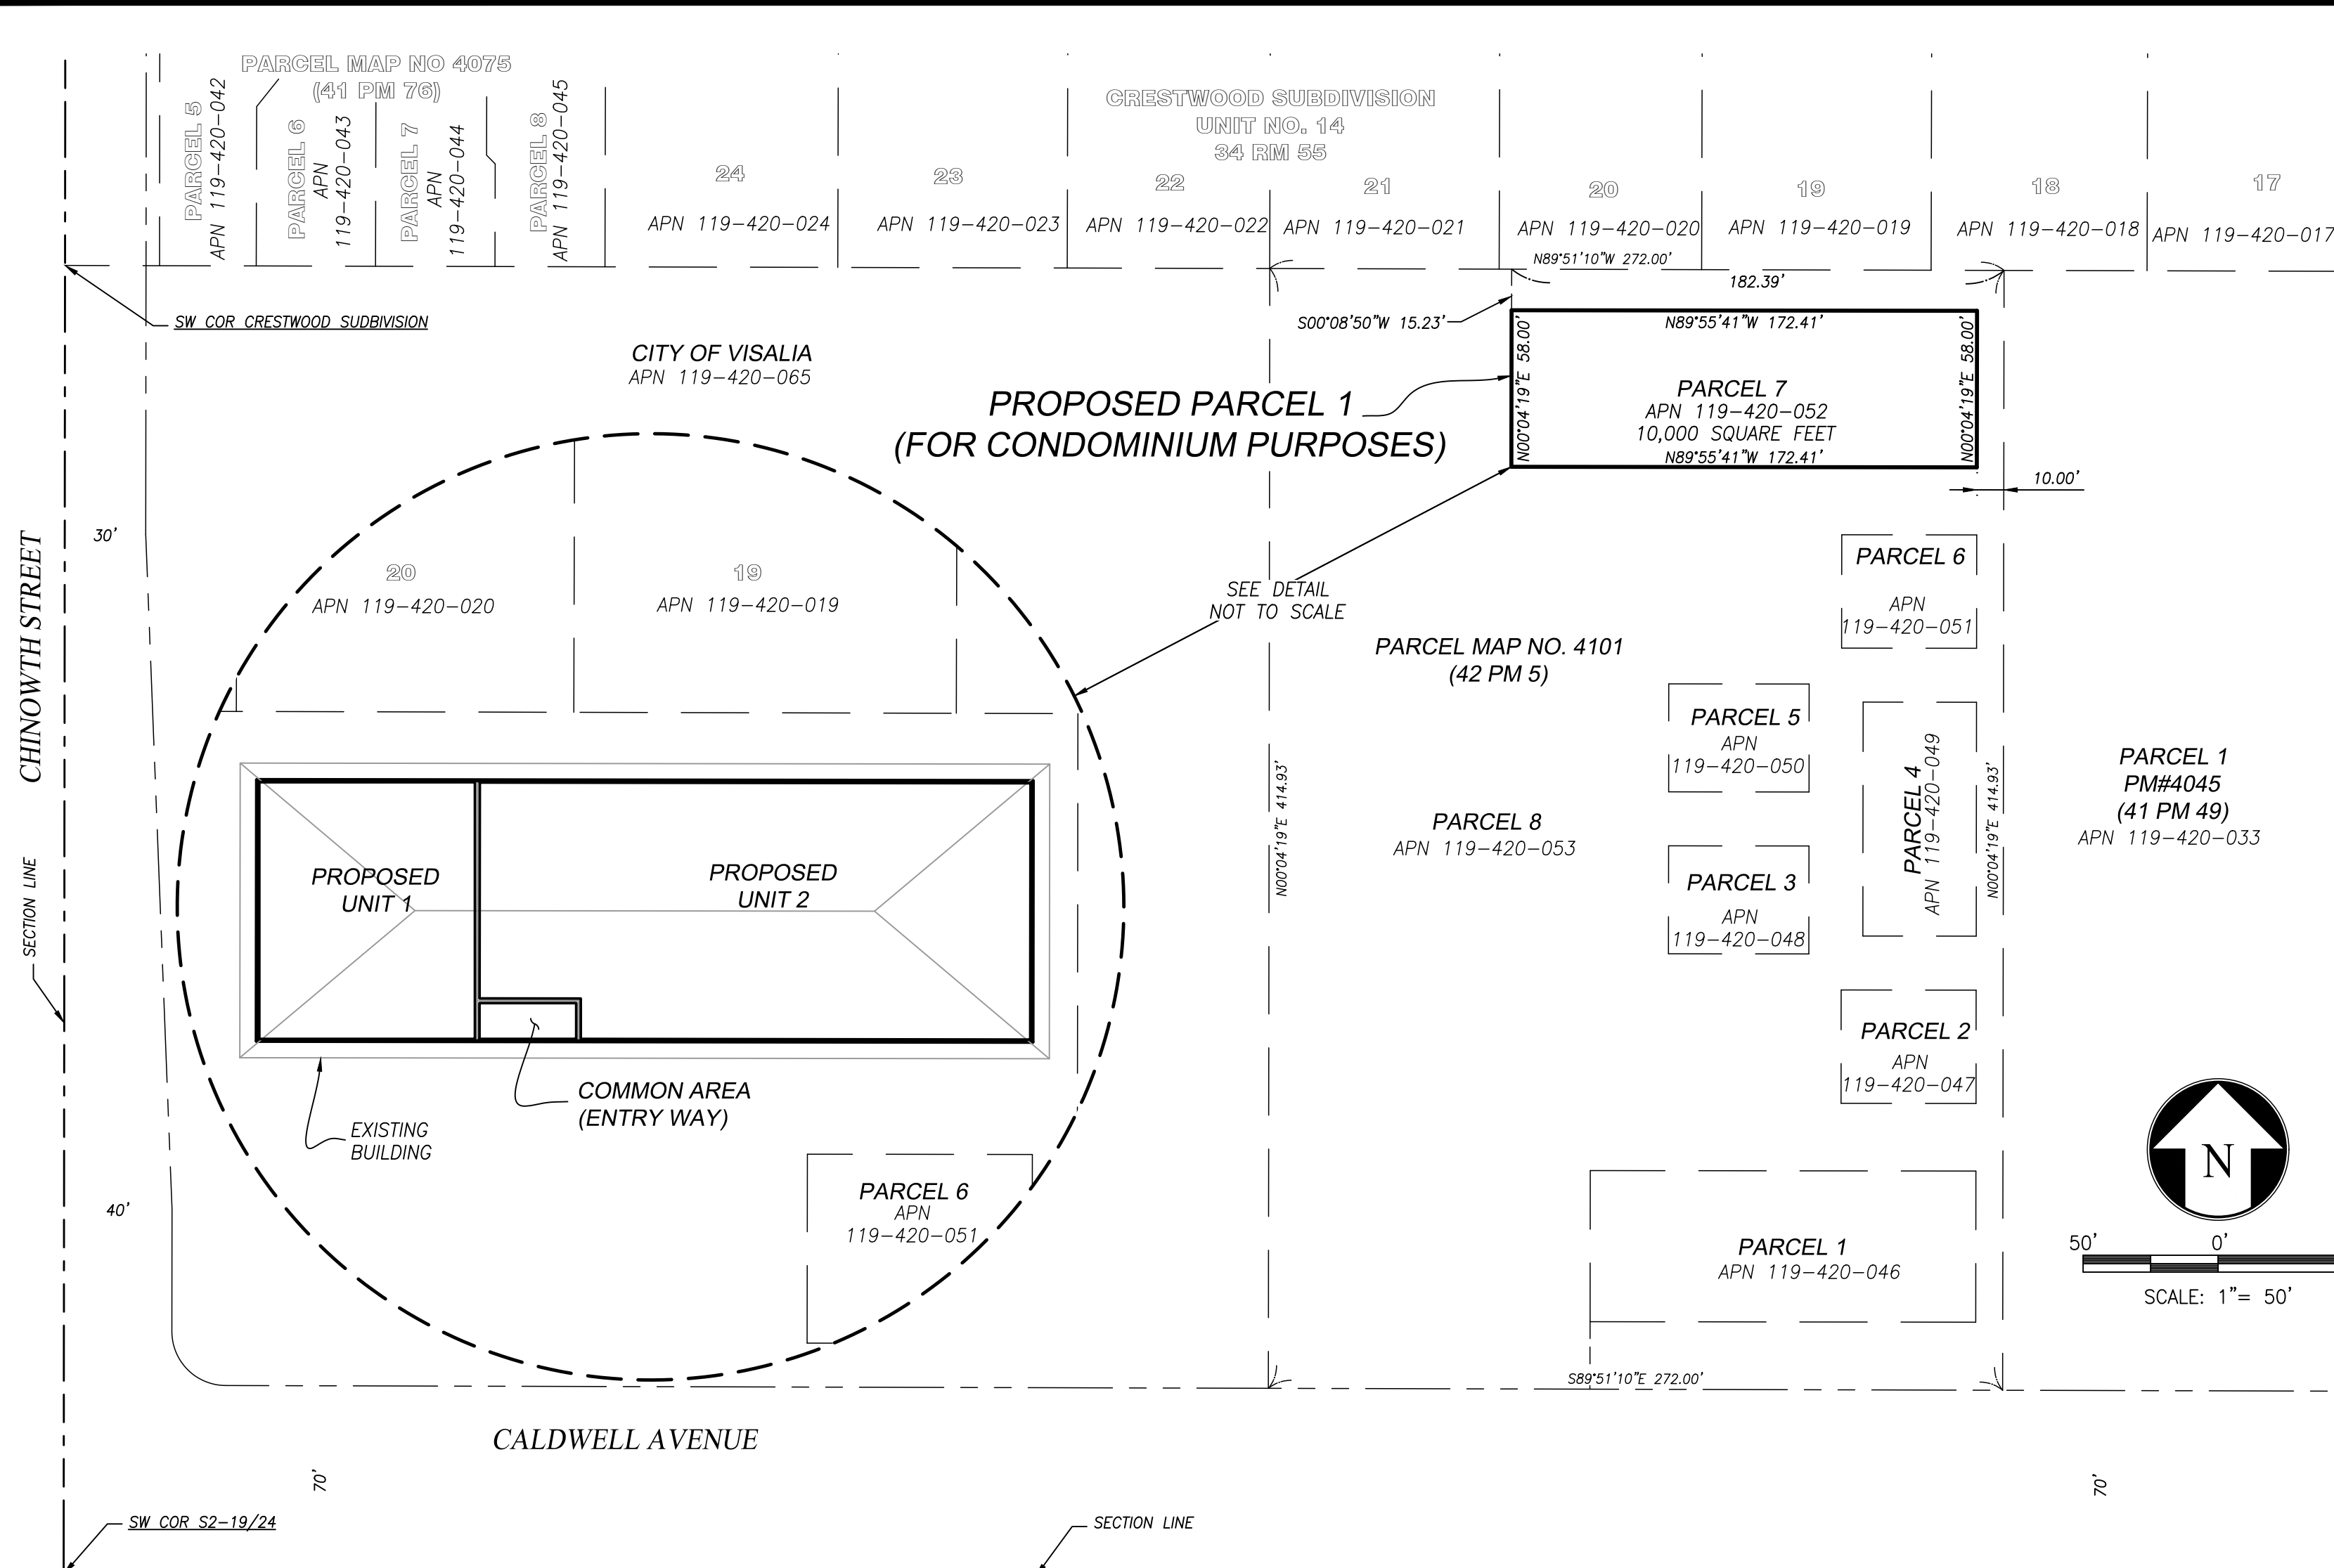 PARCEL MAP NO 4075
(41 PM 76)
PARCEL 5
APN 119-420-042
PARCEL 6
APN
119-420-043
PARCEL 7
APN
119-420-044
PARCEL 8
APN 119-420-045
24
APN 119-420-024
23
APN 119-420-023
CRESTWOOD SUBDIVISION
UNIT NO. 14
34 RM 55
22
APN 119-420-022
21
APN 119-420-021
20
APN 119-420-020
19
APN 119-420-019
18
APN 119-420-018
17
APN 119-420-017
N89°51'10"W 272.00'
182.39'
SW COR CRESTWOOD SUDBIVISION
S00°08'50"W 15.23'
N89°55'41"W 172.41'
N00°04'19"E 58.00'
N00°04'19"E 58.00'
CITY OF VISALIA
APN 119-420-065
PROPOSED PARCEL 1
(FOR CONDOMINIUM PURPOSES)
PARCEL 7
APN 119-420-052
10,000 SQUARE FEET
N89°55'41"W 172.41'
10.00'
30'
CHINOWTH STREET
20
APN 119-420-020
19
APN 119-420-019
SEE DETAIL
NOT TO SCALE
PARCEL 6
APN
119-420-051
PARCEL MAP NO. 4101
(42 PM 5)
PARCEL 5
APN
119-420-050
PARCEL 4
APN 119-420-049
N00°04'19"E 414.93'
N00°04'19"E 414.93'
PARCEL 1
PM#4045
(41 PM 49)
APN 119-420-033
PARCEL 8
APN 119-420-053
PARCEL 3
APN
119-420-048
SECTION LINE
PROPOSED
UNIT 1
PROPOSED
UNIT 2
PARCEL 2
APN
119-420-047
COMMON AREA
(ENTRY WAY)
EXISTING
BUILDING
PARCEL 6
APN
119-420-051
40'
PARCEL 1
APN 119-420-046
N
50'
0'
SCALE: 1"= 50'
S89°51'10"E 272.00'
CALDWELL AVENUE
70'
70'
SW COR S2-19/24
SECTION LINE